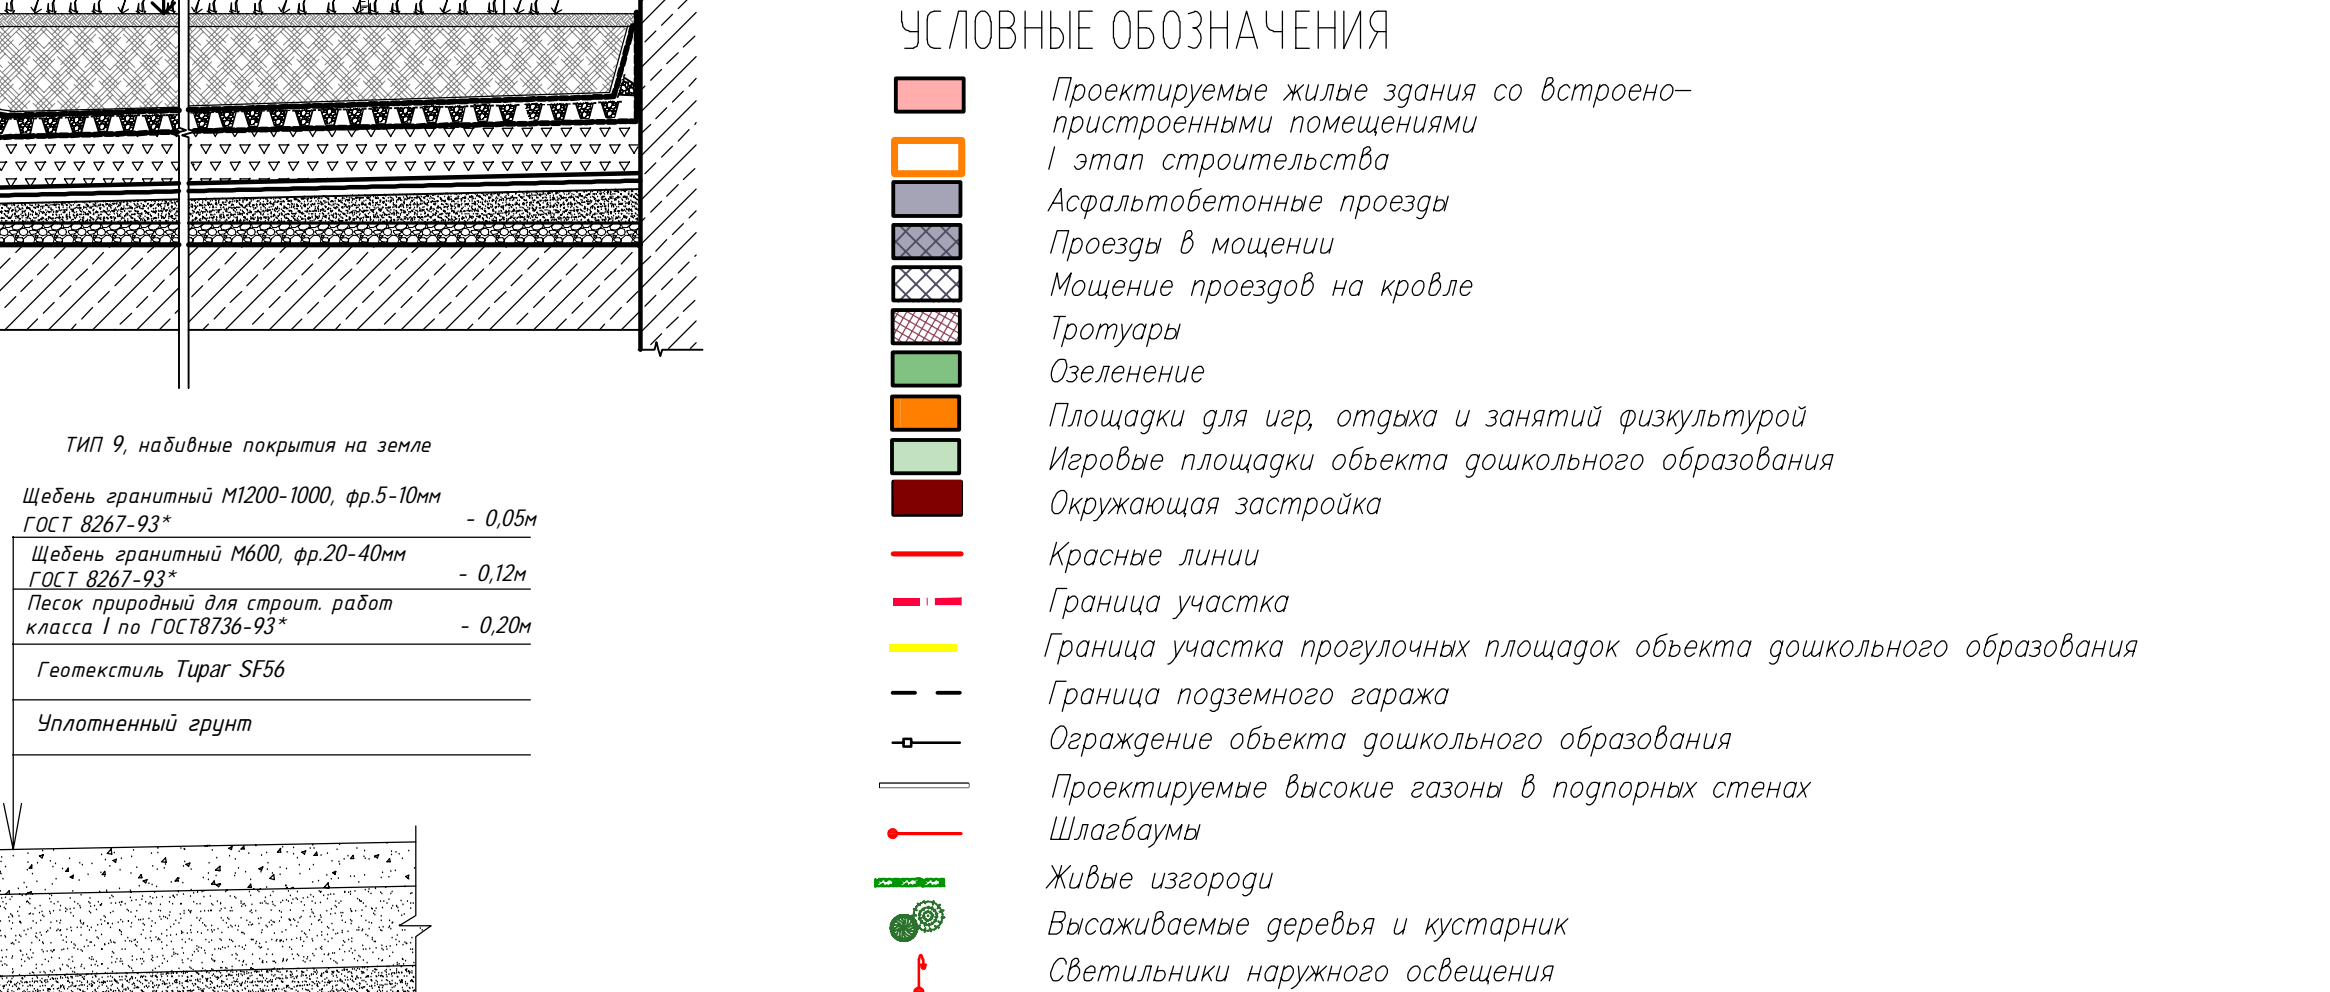 УСЛОВНЫЕ ОБОЗНАЧЕНИЯ
Проектируемые жилые здания со встроено-
пристроенными помещениями
I этап строительства
Асфальтобетонные проезды
Проезды в мощении
Мощение проездов на кровле
Тротуары
Озеленение
Площадки для игр, отдыха и занятий физкультурой
Игровые площадки объекта дошкольного образования
Окружающая застройка
Красные линии
Граница участка
Граница участка прогулочных площадок объекта дошкольного образования
Граница подземного гаража
Ограждение объекта дошкольного образования
Проектируемые высокие газоны в подпорных стенах
Шлагбаумы
Живые изгороди
Высаживаемые деревья и кустарник
Светильники наружного освещения
ТИП 9, набивные покрытия на земле
Щебень гранитный М1200-1000, фр.5-10мм
ГОСТ 8267-93* - 0,05м
Щебень гранитный М600, фр.20-40мм
ГОСТ 8267-93* - 0,12м
Песок природный для строит. работ
класса I по ГОСТ8736-93* - 0,20м
Геотекстиль Tupar SF56
Уплотненный грунт